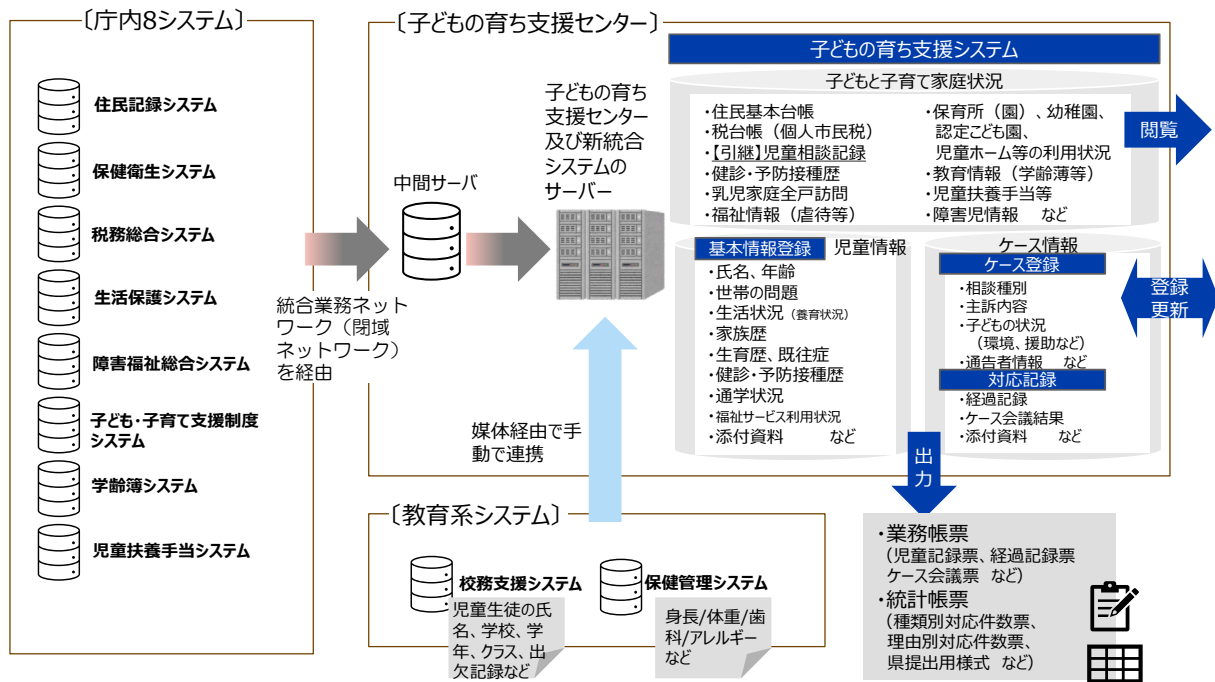 〔庁内8システム〕
住民記録システム
保健衛生システム
税務総合システム
生活保護システム
障害福祉総合システム
子ども・子育て支援制度
システム
学齢簿システム
児童扶養手当システム
統合業務ネット
ワーク（閉域
ネットワーク）
を経由
〔子どもの育ち支援センター〕
中間サーバ
子どもの育ち
支援センター
及び新統合
システムの
サーバー
子どもの育ち支援システム
子どもと子育て家庭状況
・住民基本台帳
・税台帳（個人市民税）
・【引継】児童相談記録
・健診・予防接種歴
・乳児家庭全戸訪問
・福祉情報（虐待等）
・保育所（園）、幼稚園、
認定こども園、
児童ホーム等の利用状況
・教育情報（学齢薄等）
・児童扶養手当等
・障害児情報　など
閲覧
基本情報登録　児童情報
・氏名、年齢
・世帯の問題
・生活状況（養育状況）
・家族歴
・生育歴、既往症
・健診・予防接種歴
・通学状況
・福祉サービス利用状況
・添付資料　　など
ケース情報
ケース登録
・相談種別
・主訴内容
・子どもの状況
（環境、援助など）
・通告者情報　など
対応記録
・経過記録
・ケース会議結果
・添付資料　　など
登録
更新
媒体経由で手
動で連携
〔教育系システム〕
校務支援システム
児童生徒の氏
名、学校、学
年、クラス、出
欠記録など
保健管理システム
身長/体重/歯
科/アレルギー
など
出
力
・業務帳票
（児童記録票、経過記録票
ケース会議票　など）
・統計帳票
（種類別対応件数票、
理由別対応件数票、
県提出用様式　など）